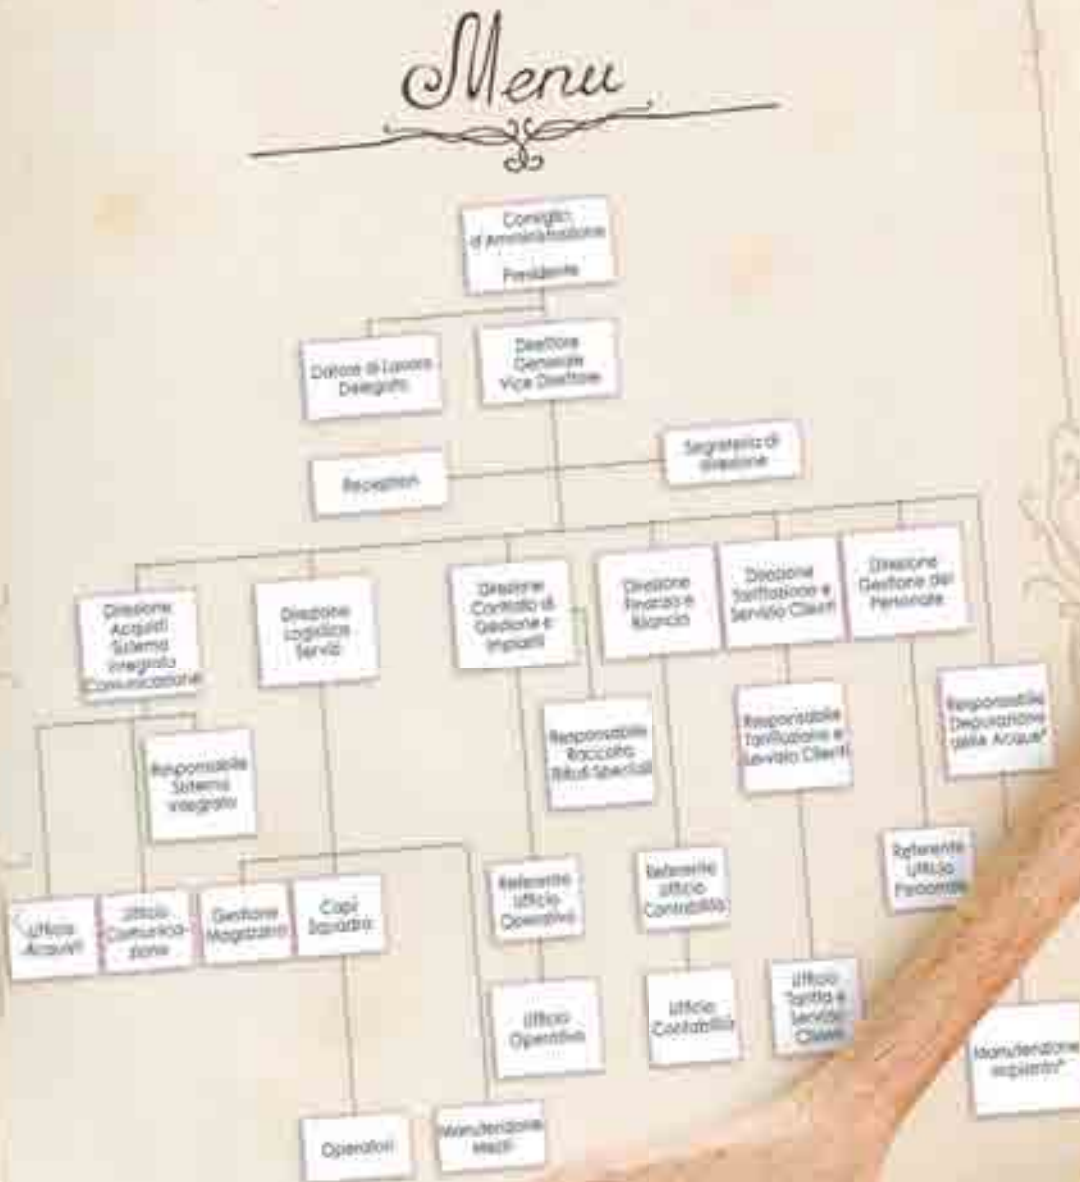 Menu
Consiglio
d'Amministrazione
Presidente
Datore di Lavoro
Delegato
Direttore
Generale
Vice Direttore
Reception
Segreteria di
direzione
Direzione
Acquisti
Sistema
Integrato
Comunicazione
Direzione
Logistica
Servizi
Direzione
Controllo di
Gestione e
Impianti
Direzione
Finanza e
Bilancio
Direzione
Tariffazione e
Servizio Clienti
Direzione
Gestione del
Personale
Responsabile
Sistema
Integrato
Responsabile
Raccolta
Rifiuti Speciali
Responsabile
Tariffazione e
Servizio Clienti
Responsabile
Depurazione
delle Acque*
Ufficio
Acquisti
Ufficio
Comunica-
zione
Gestione
Magazzino
Capi
Squadra
Referente
Ufficio
Operativo
Referente
Ufficio
Contabilità
Referente
Ufficio
Personale
Ufficio
Operativo
Ufficio
Contabilità
Ufficio
Tariffa e
Servizio
Clienti
Manutenzione
Impianto*
Operatori
Manutenzione
Mezzi